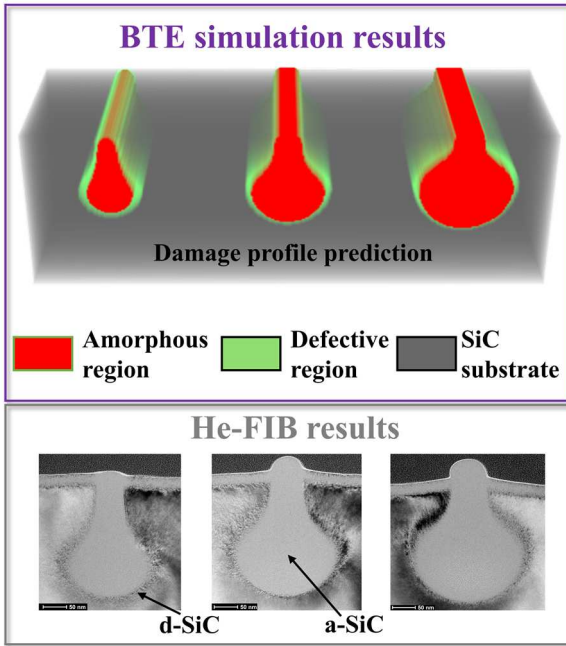 BTE simulation results
Damage profile prediction
Amorphous region
Defective region
SiC substrate
He-FIB results
50 nm
50 nm
50 nm
d-SiC
a-SiC